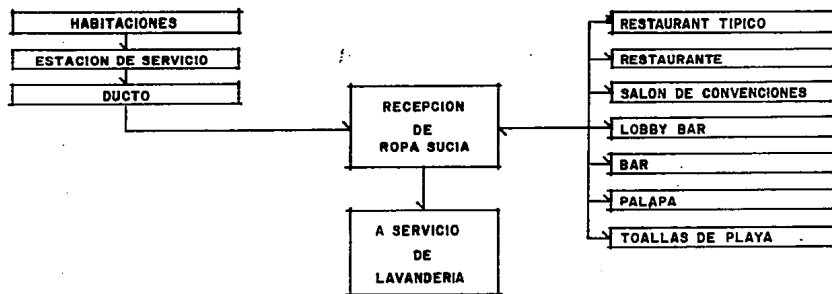 HABITACIONES
ESTACION DE SERVICIO
DUCTO
RECEPCION
DE
ROPA SUCIA
A SERVICIO
DE
LAVANDERIA
RESTAURANT TIPICO
RESTAURANTE
SALON DE CONVENCIONES
LOBBY BAR
BAR
PALAPA
TOALLAS DE PLAYA